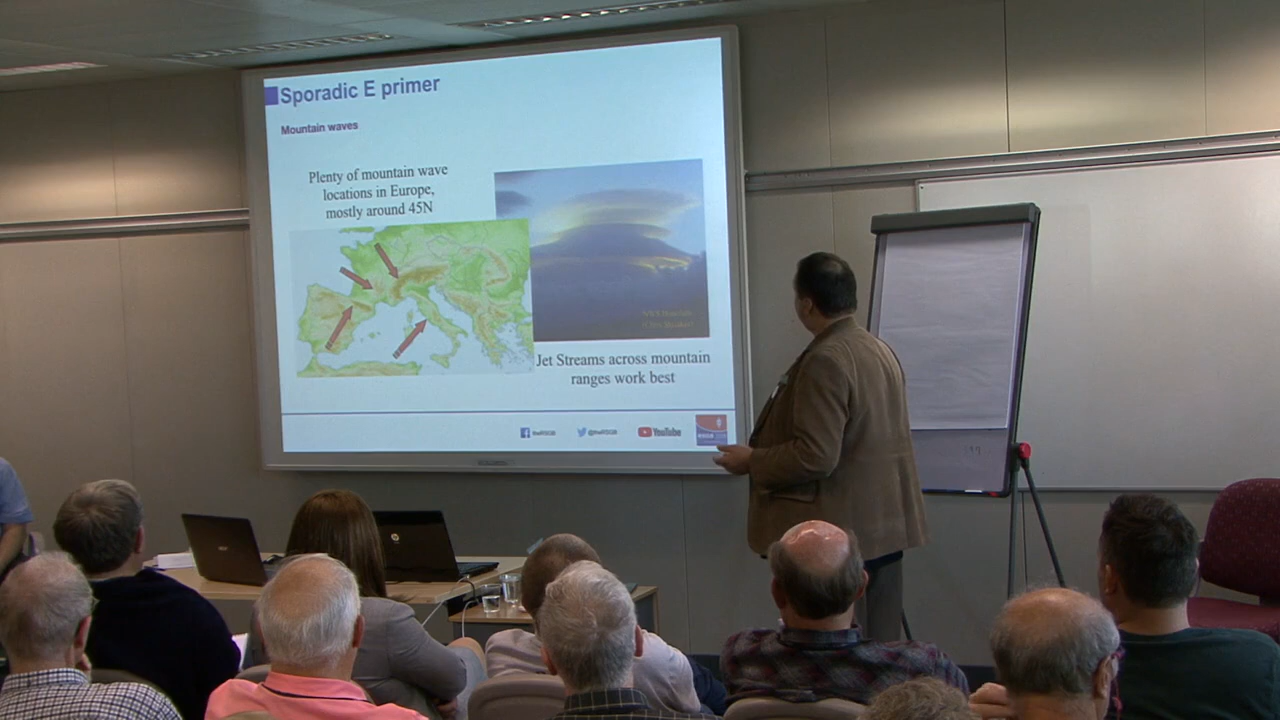 Sporadic E primer
Mountain waves
Plenty of mountain wave
locations in Europe,
mostly around 45N
Jet Streams across mountain
ranges work best
@theRSGB
YouTube